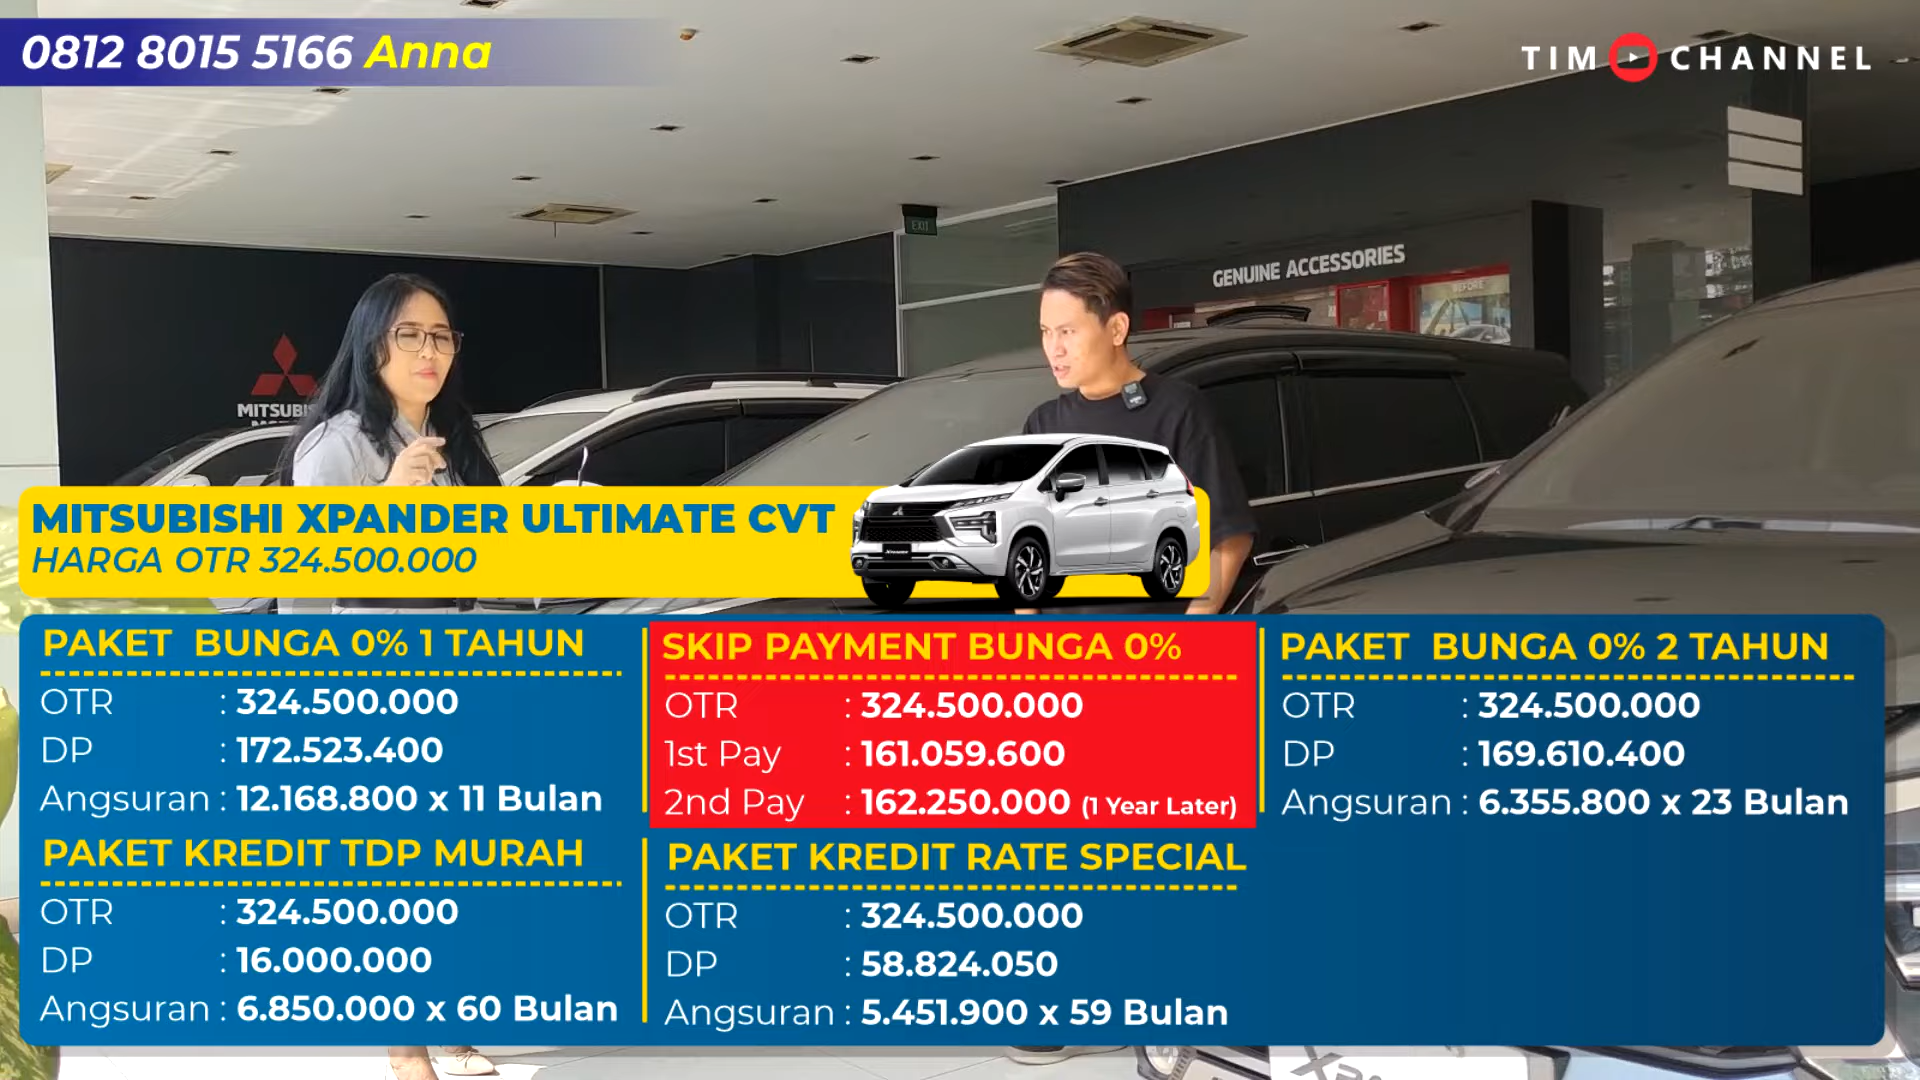 0812 8015 5166 Anna
TIM CHANNEL
EXIT
GENUINE ACCESSORIES
BEFORE
MITSUBI
MITSUBISHI XPANDER ULTIMATE CVT
HARGA OTR 324.500.000
PAKET BUNGA 0% 1 TAHUN
OTR : 324.500.000
DP : 172.523.400
Angsuran : 12.168.800 x 11 Bulan
SKIP PAYMENT BUNGA 0%
OTR : 324.500.000
1st Pay : 161.059.600
2nd Pay : 162.250.000 (1 Year Later)
PAKET BUNGA 0% 2 TAHUN
OTR : 324.500.000
DP : 169.610.400
Angsuran : 6.355.800 x 23 Bulan
PAKET KREDIT TDP MURAH
OTR : 324.500.000
DP : 16.000.000
Angsuran : 6.850.000 x 60 Bulan
PAKET KREDIT RATE SPECIAL
OTR : 324.500.000
DP : 58.824.050
Angsuran : 5.451.900 x 59 Bulan